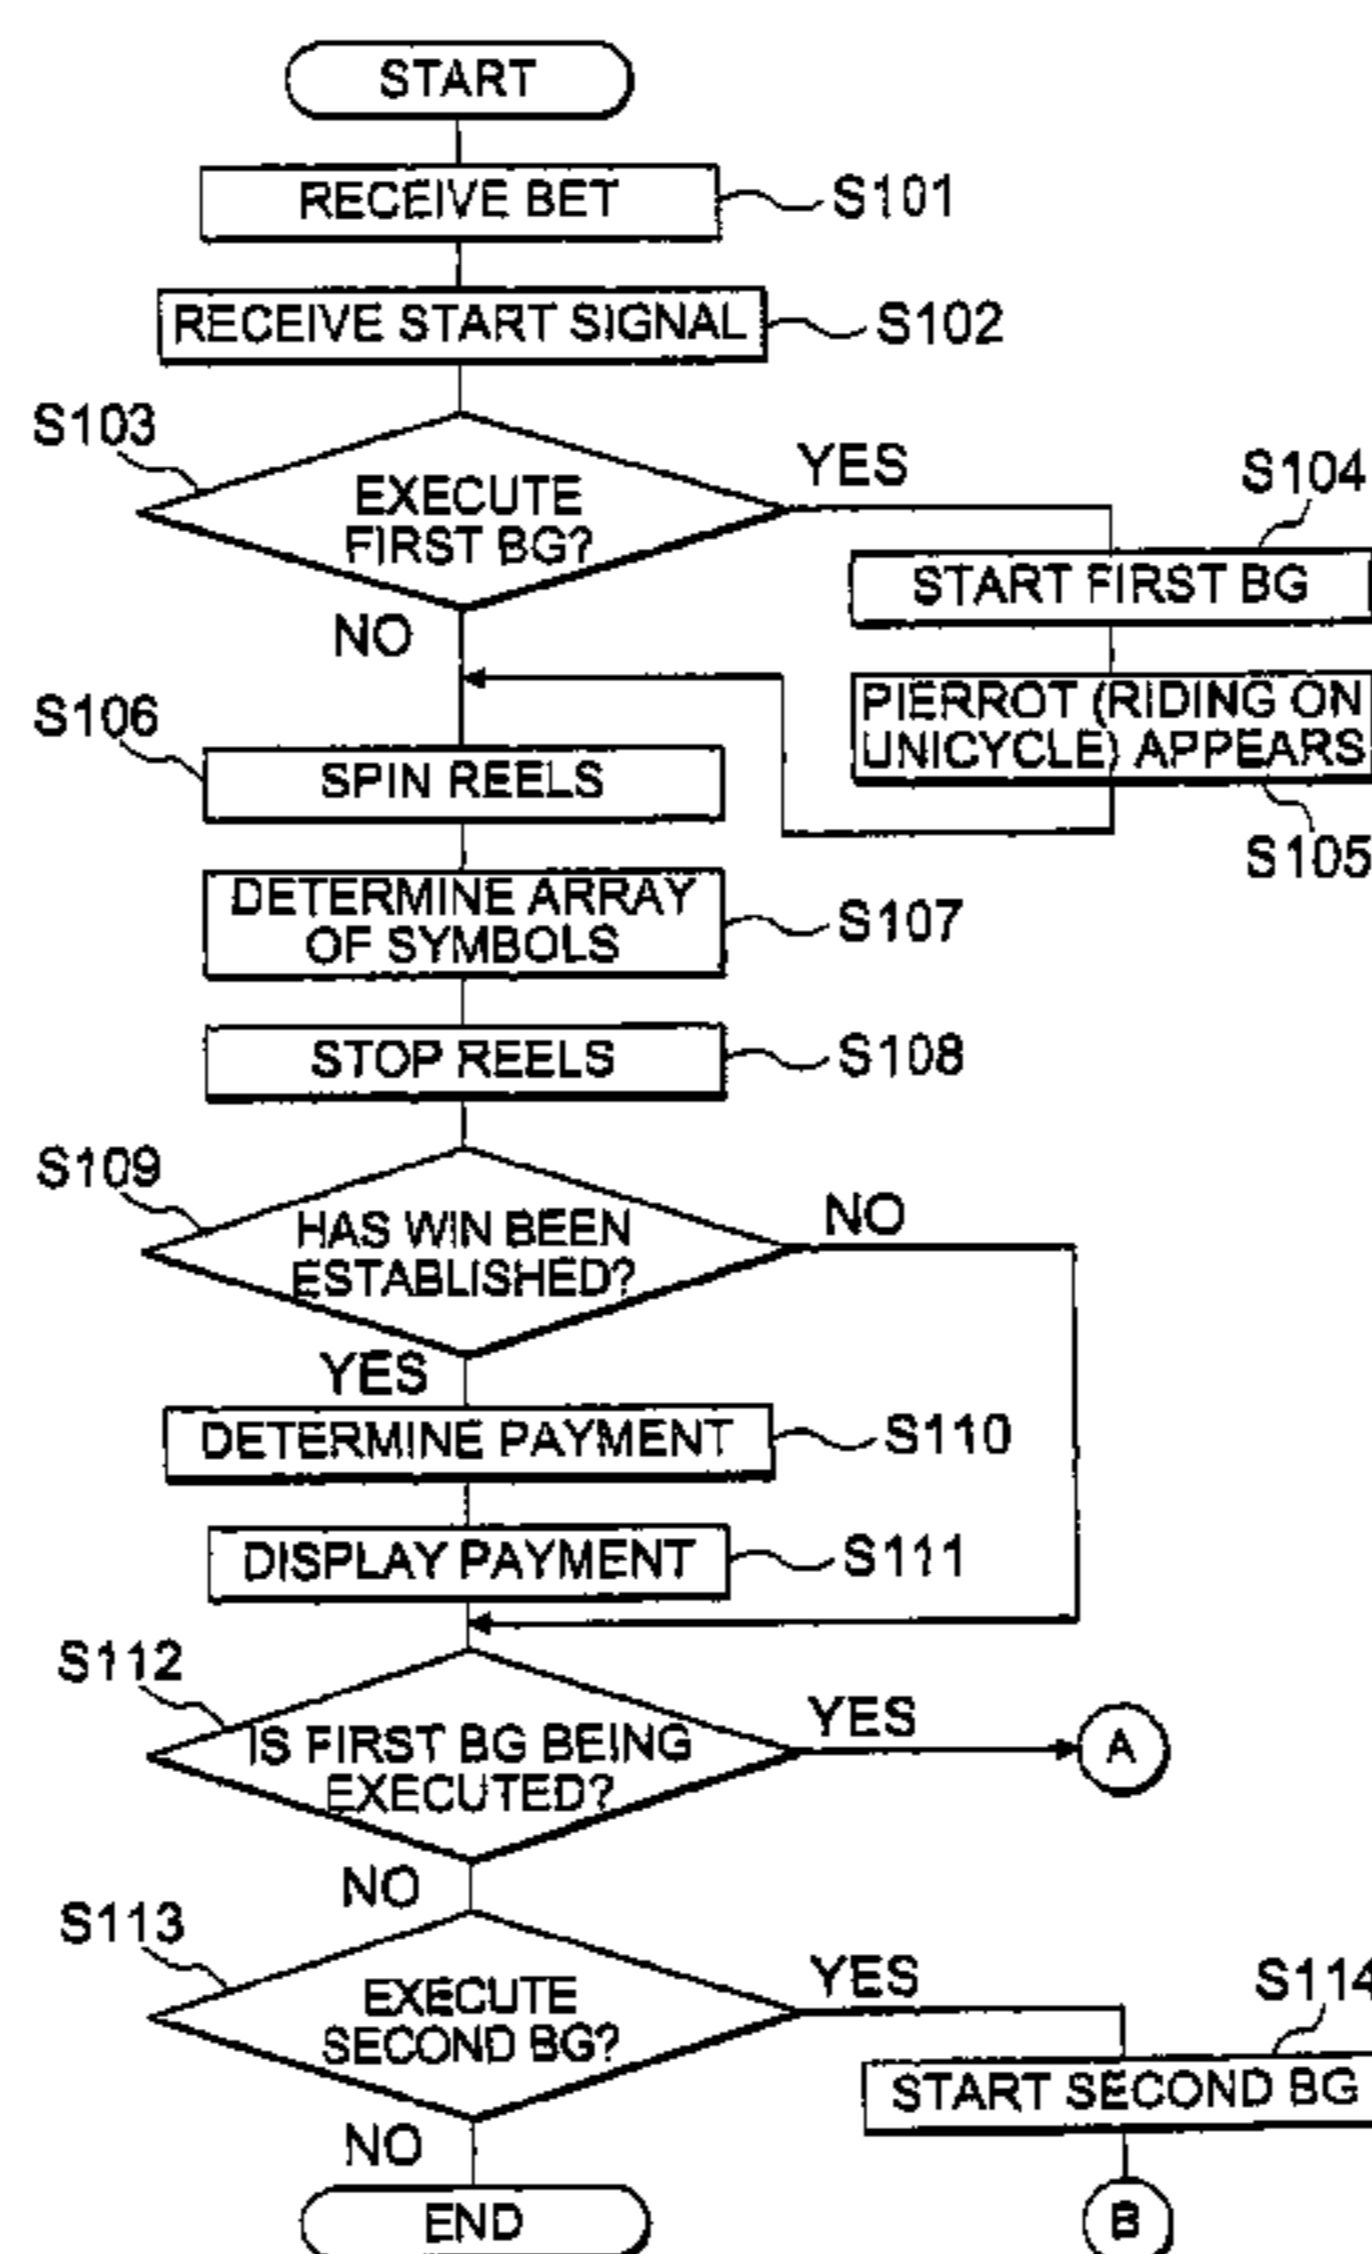 START
RECEIVE BET
S101
RECEIVE START SIGNAL
S102
S103
EXECUTE
FIRST BG?
YES
NO
S104
START FIRST BG
PIERROT (RIDING ON
UNICYCLE) APPEARS
S105
S106
SPIN REELS
DETERMINE ARRAY
OF SYMBOLS
S107
STOP REELS
S108
S109
HAS WIN BEEN
ESTABLISHED?
NO
YES
DETERMINE PAYMENT
S110
DISPLAY PAYMENT
S111
S112
IS FIRST BG BEING
EXECUTED?
YES
A
NO
S113
EXECUTE
SECOND BG?
YES
S114
START SECOND BG
NO
END
B